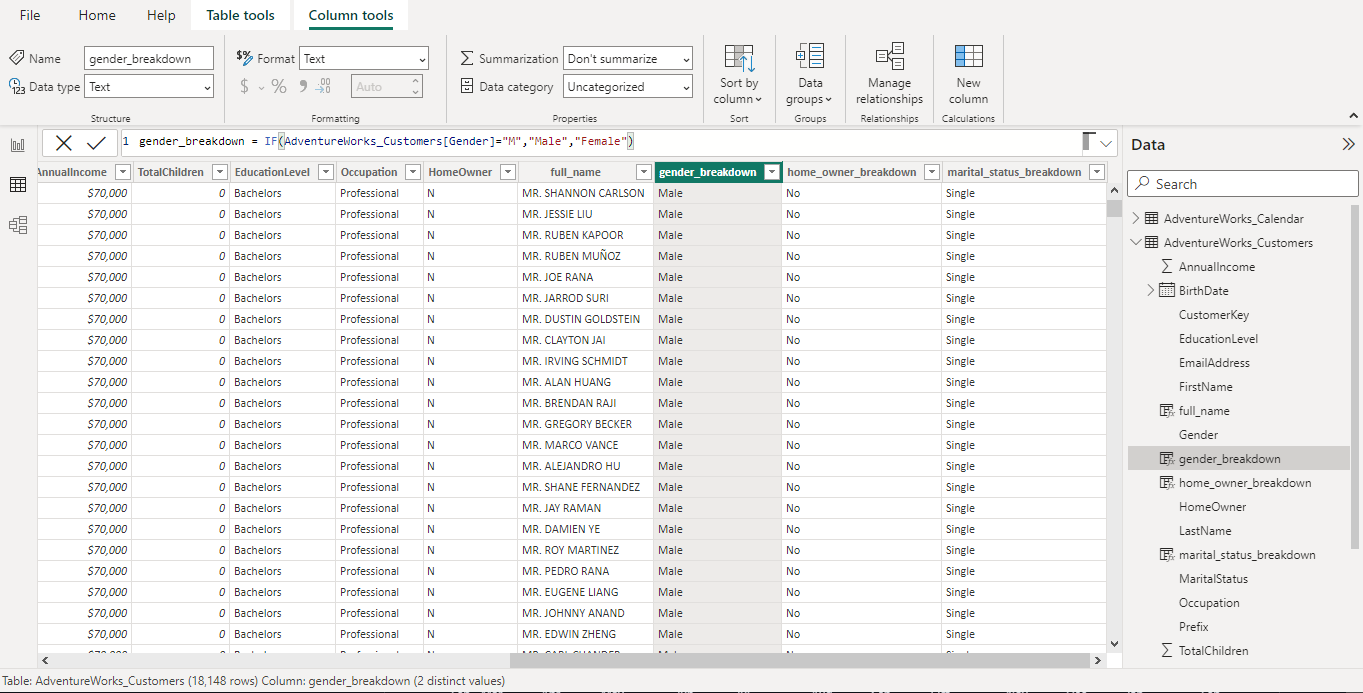 File Home Help Table tools Column tools
Name gender_breakdown $% Format Text Summarization Don't summarize
Data type Text $ % Auto Data category Uncategorized
Sort by column
Data groups
Manage relationships
New column
Structure Formatting Properties Sort Groups Relationships Calculations
1 gender_breakdown = IF(AdventureWorks_Customers[Gender]="M","Male","Female")
AnnualIncome TotalChildren EducationLevel Occupation HomeOwner full_name gender_breakdown home_owner_breakdown marital_status_breakdown
$70,000 0 Bachelors Professional N MR. SHANNON CARLSON Male No Single
$70,000 0 Bachelors Professional N MR. JESSIE LIU Male No Single
$70,000 0 Bachelors Professional N MR. RUBEN KAPOOR Male No Single
$70,000 0 Bachelors Professional N MR. RUBEN MUÑOZ Male No Single
$70,000 0 Bachelors Professional N MR. JOE RANA Male No Single
$70,000 0 Bachelors Professional N MR. JARROD SURI Male No Single
$70,000 0 Bachelors Professional N MR. DUSTIN GOLDSTEIN Male No Single
$70,000 0 Bachelors Professional N MR. CLAYTON JAI Male No Single
$70,000 0 Bachelors Professional N MR. IRVING SCHMIDT Male No Single
$70,000 0 Bachelors Professional N MR. ALAN HUANG Male No Single
$70,000 0 Bachelors Professional N MR. BRENDAN RAJI Male No Single
$70,000 0 Bachelors Professional N MR. GREGORY BECKER Male No Single
$70,000 0 Bachelors Professional N MR. MARCO VANCE Male No Single
$70,000 0 Bachelors Professional N MR. ALEJANDRO HU Male No Single
$70,000 0 Bachelors Professional N MR. SHANE FERNANDEZ Male No Single
$70,000 0 Bachelors Professional N MR. JAY RAMAN Male No Single
$70,000 0 Bachelors Professional N MR. DAMIEN YE Male No Single
$70,000 0 Bachelors Professional N MR. ROY MARTINEZ Male No Single
$70,000 0 Bachelors Professional N MR. PEDRO RANA Male No Single
$70,000 0 Bachelors Professional N MR. EUGENE LIANG Male No Single
$70,000 0 Bachelors Professional N MR. JOHNNY ANAND Male No Single
$70,000 0 Bachelors Professional N MR. EDWIN ZHENG Male No Single
Data
Search
AdventureWorks_Calendar
AdventureWorks_Customers
AnnualIncome
BirthDate
CustomerKey
EducationLevel
EmailAddress
FirstName
full_name
Gender
gender_breakdown
home_owner_breakdown
HomeOwner
LastName
marital_status_breakdown
MaritalStatus
Occupation
Prefix
TotalChildren
Table: AdventureWorks_Customers (18,148 rows) Column: gender_breakdown (2 distinct values)